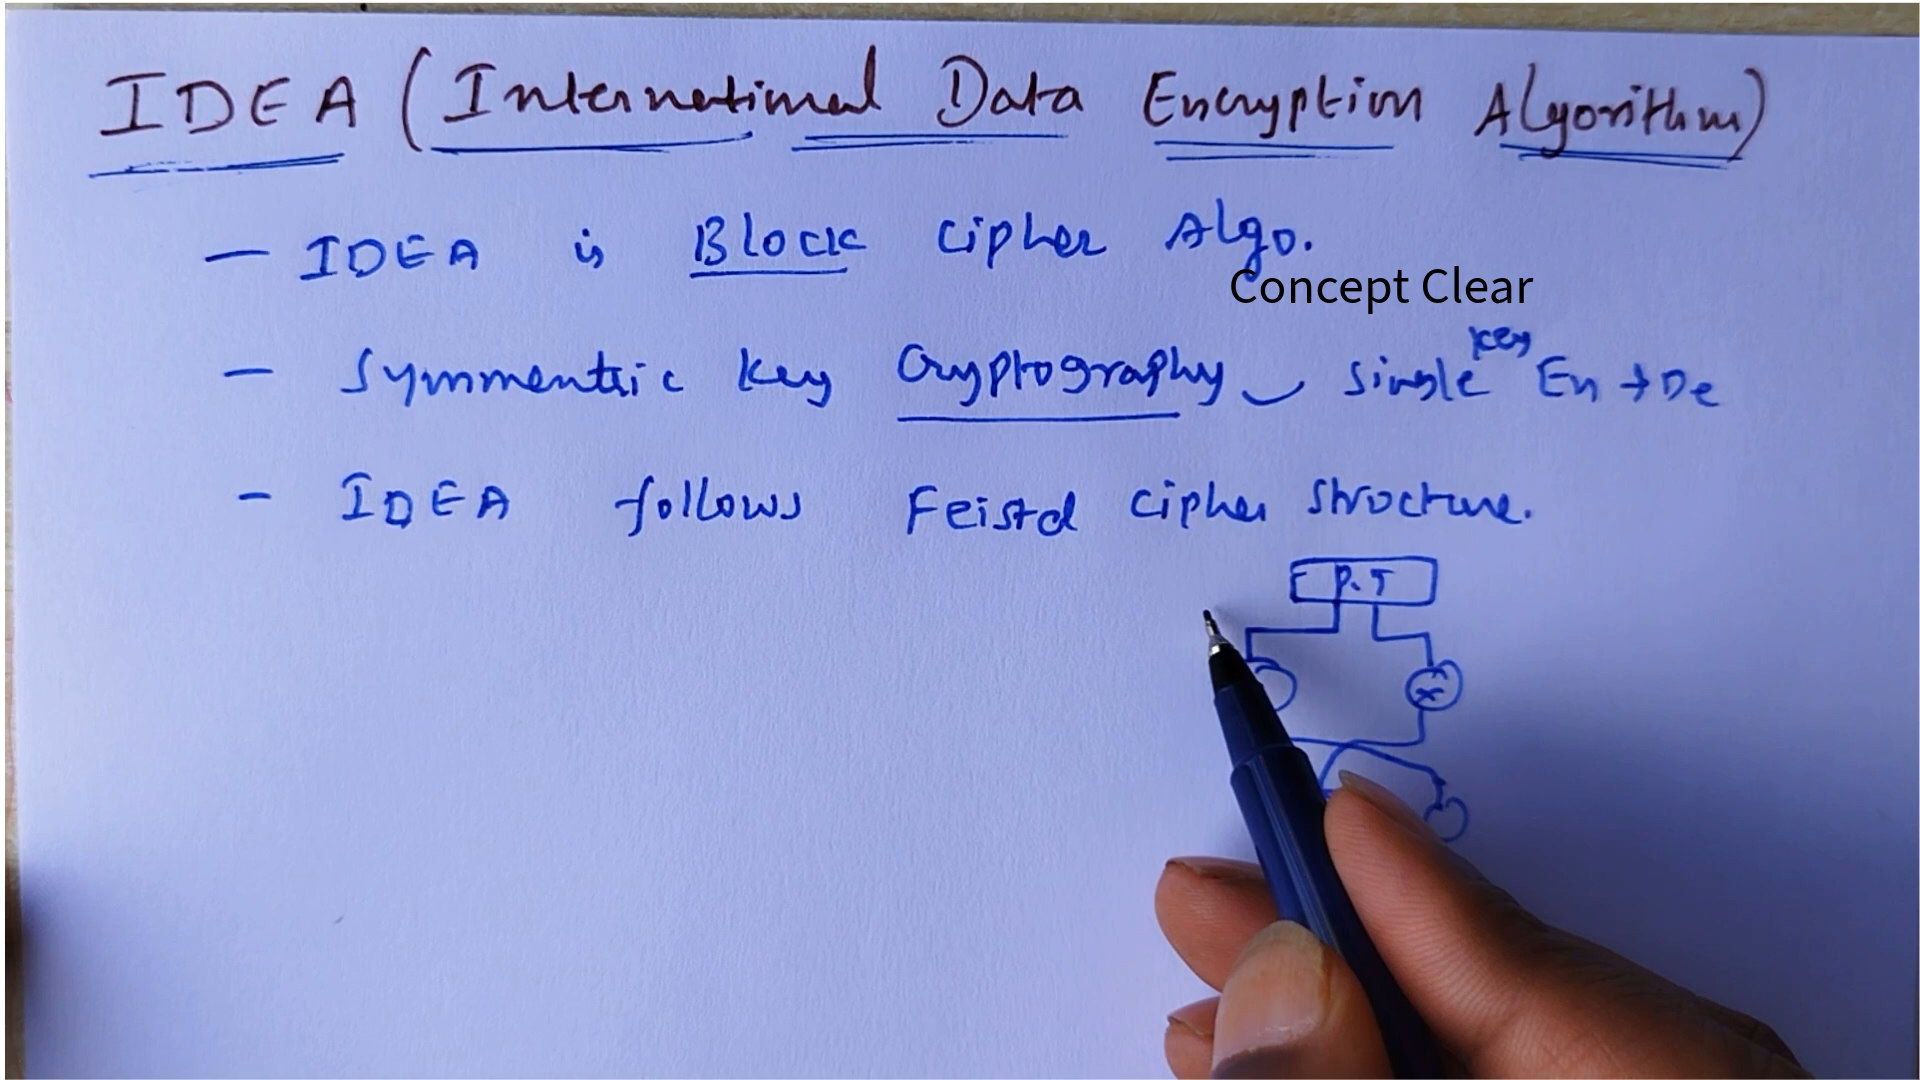 IDEA (International Data Encryption Algorithm)
- IDEA is Block Cipher Algo.
Concept Clear
- Symmentric Key Cryptography single key En → De
- IDEA follows Feistel Cipher Structure.
P.T